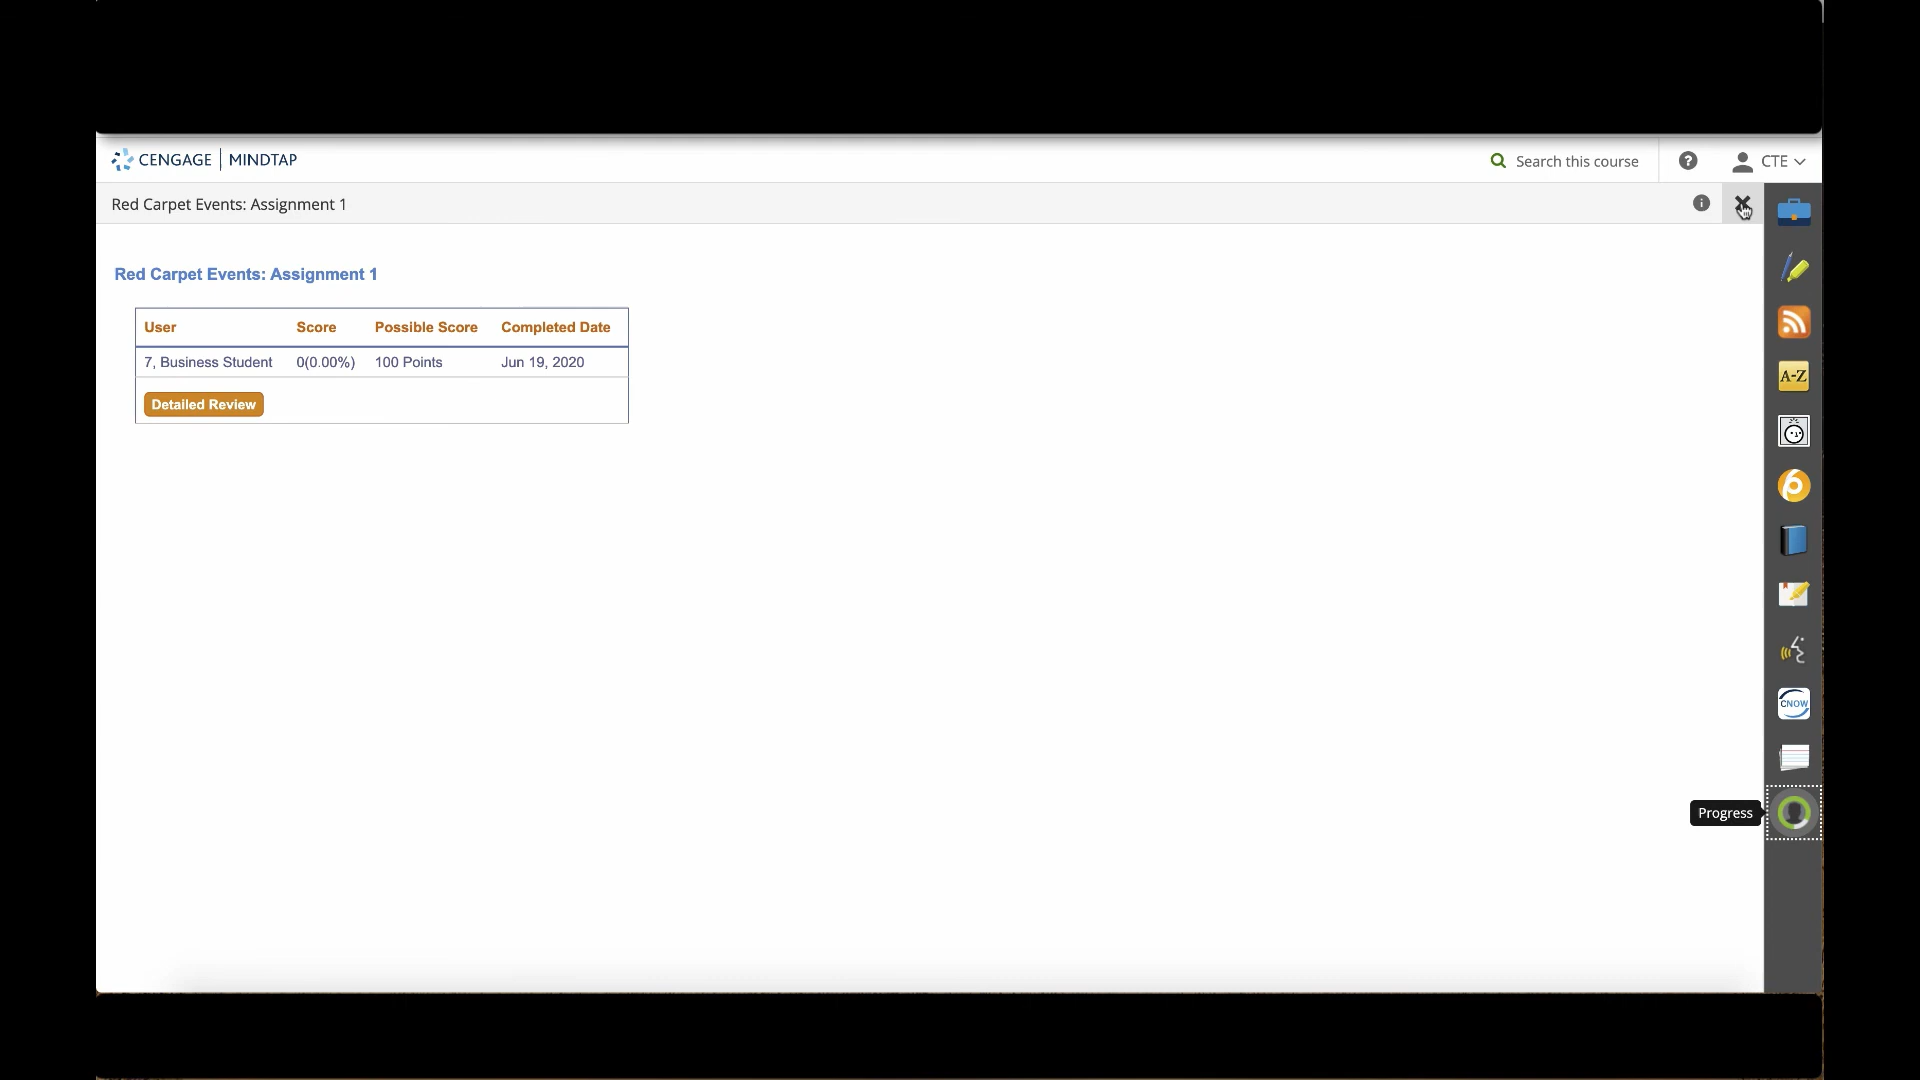 CENGAGE | MINDTAP
Search this course
?
CTE
Red Carpet Events: Assignment 1
i
Red Carpet Events: Assignment 1
User Score Possible Score Completed Date
7, Business Student 0(0.00%) 100 Points Jun 19, 2020
Detailed Review
A-Z
CNOW
Progress